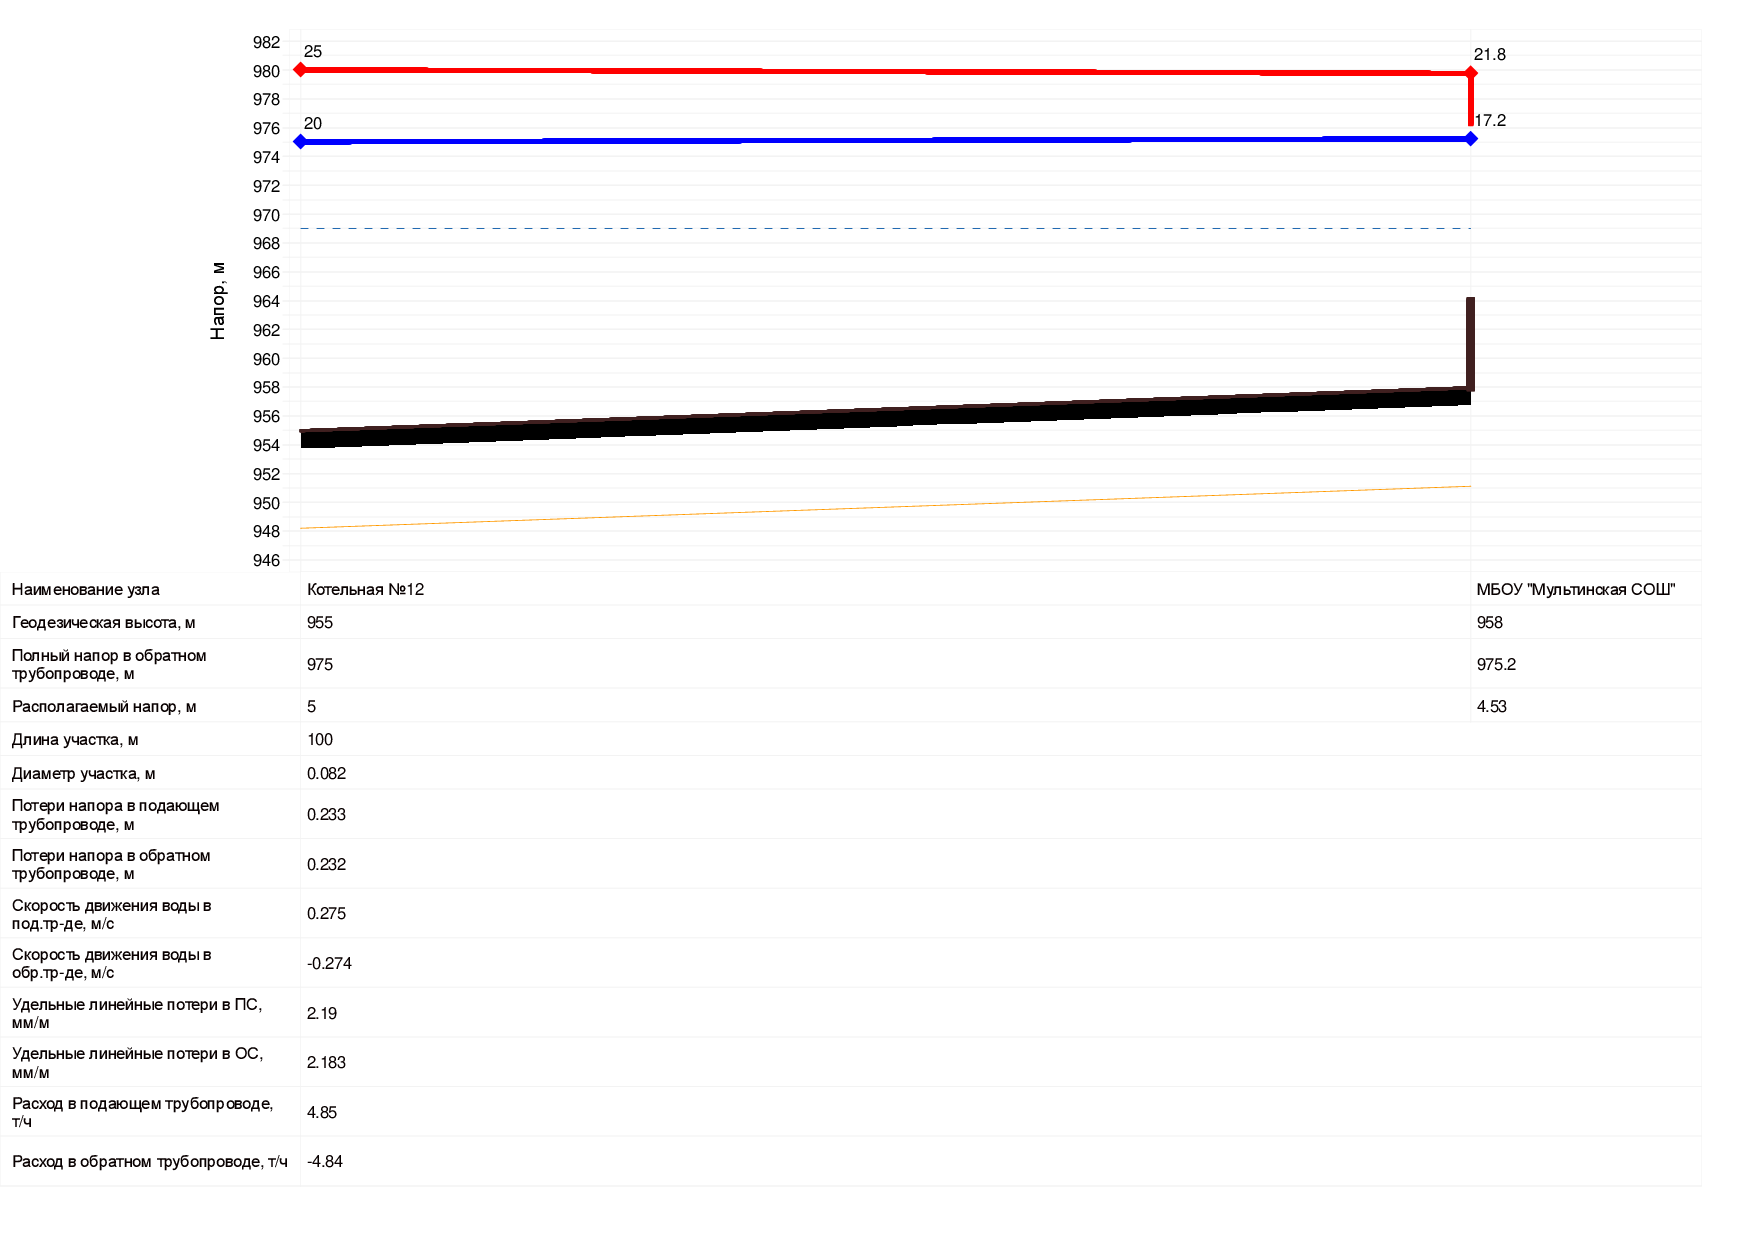 982
980
978
976
974
972
970
968
966
964
962
960
958
956
954
952
950
948
946
Напор, м
25
21.8
20
17.2
Наименование узла Котельная №12 МБОУ "Мультинская СОШ"
Геодезическая высота, м 955 958
Полный напор в обратном
трубопроводе, м 975 975.2
Располагаемый напор, м 5 4.53
Длина участка, м 100
Диаметр участка, м 0.082
Потери напора в подающем
трубопроводе, м 0.233
Потери напора в обратном
трубопроводе, м 0.232
Скорость движения воды в
под.тр-де, м/с 0.275
Скорость движения воды в
обр.тр-де, м/с -0.274
Удельные линейные потери в ПС,
мм/м 2.19
Удельные линейные потери в ОС,
мм/м 2.183
Расход в подающем трубопроводе,
т/ч 4.85
Расход в обратном трубопроводе, т/ч -4.84